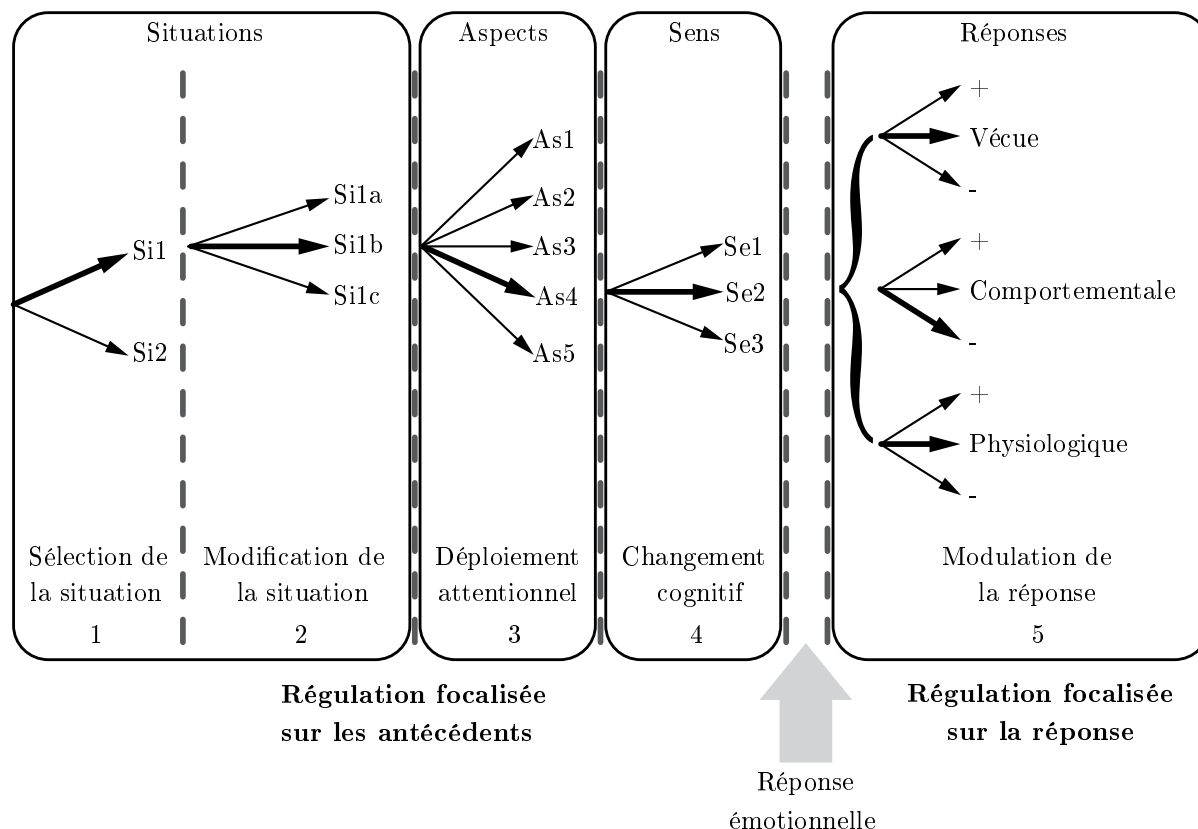 Situations
Aspects
Sens
Réponses
Si1
Si2
Si1a
Si1b
Si1c
As1
As2
As3
As4
As5
Se1
Se2
Se3
+
Vécue
-
+
Comportementale
-
+
Physiologique
-
Sélection de
la situation
1
Modification de
la situation
2
Déploiement
attentionnel
3
Changement
cognitif
4
Modulation de
la réponse
5
Régulation focalisée
sur les antécédents
Régulation focalisée
sur la réponse
Réponse
émotionnelle